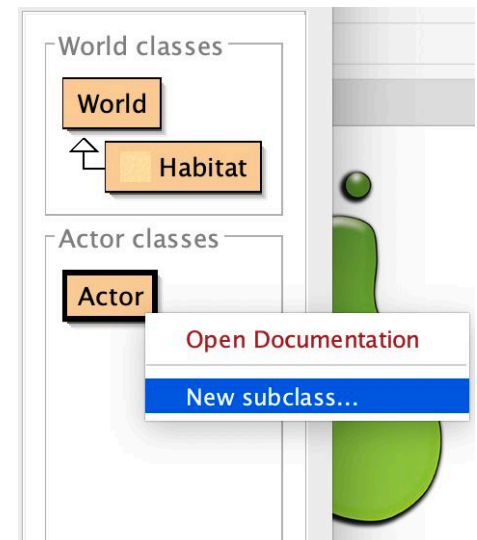 World classes
World
Habitat
Actor classes
Actor
Open Documentation
New subclass...